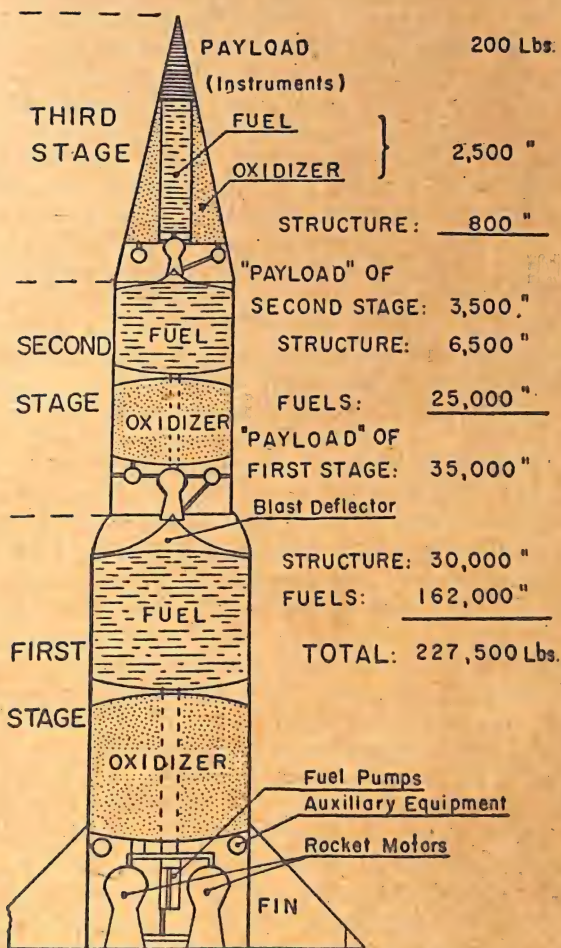 PAYLOAD 200 Lbs.
(Instruments)
THIRD
STAGE
FUEL
OXIDIZER
2,500 "
STRUCTURE: 800 "
"PAYLOAD" OF
SECOND STAGE: 3,500 "
SECOND
STAGE
FUEL
OXIDIZER
STRUCTURE: 6,500 "
FUELS: 25,000 "
"PAYLOAD" OF
FIRST STAGE: 35,000 "
Blast Deflector
STRUCTURE: 30,000 "
FUELS: 162,000 "
TOTAL: 227,500 Lbs.
FIRST
STAGE
FUEL
OXIDIZER
Fuel Pumps
Auxiliary Equipment
Rocket Motors
FIN